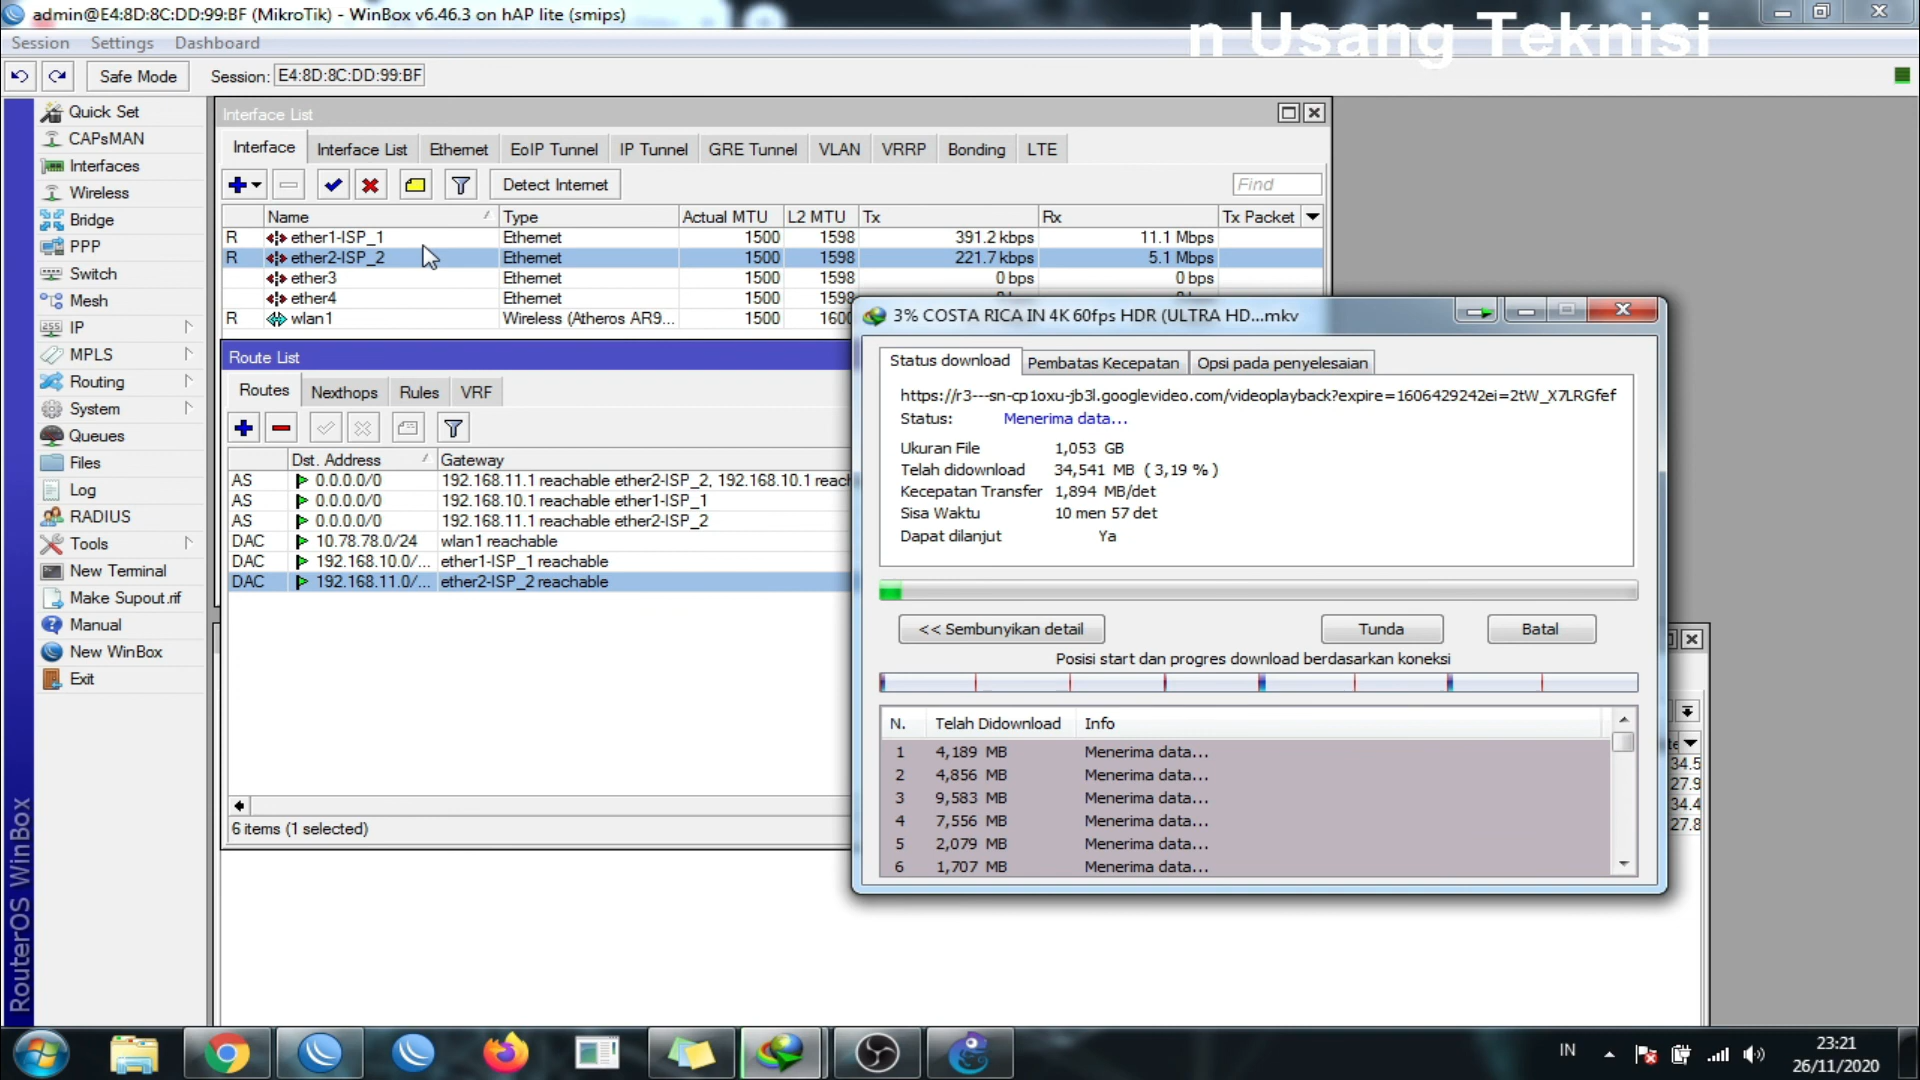 admin@E4:8D:8C:DD:99:BF (MikroTik) - WinBox v6.46.3 on hAP lite (smips)
n Usang Teknisi
Session Settings Dashboard
Safe Mode Session: E4:8D:8C:DD:99:BF
Quick Set
CAPsMAN
Interfaces
Wireless
Bridge
PPP
Switch
Mesh
IP
MPLS
Routing
System
Queues
Files
Log
RADIUS
Tools
New Terminal
Make Supout.rif
Manual
New WinBox
Exit
RouterOS WinBox
Interface List
Interface Interface List Ethernet EoIP Tunnel IP Tunnel GRE Tunnel VLAN VRRP Bonding LTE
Detect Internet Find
Name Type Actual MTU L2 MTU Tx Rx Tx Packet
R ether1-ISP_1 Ethernet 1500 1598 391.2 kbps 11.1 Mbps
R ether2-ISP_2 Ethernet 1500 1598 221.7 kbps 5.1 Mbps
ether3 Ethernet 1500 1598 0 bps 0 bps
ether4 Ethernet 1500 1598
R wlan1 Wireless (Atheros AR9... 1500 1600
Route List
Routes Nexthops Rules VRF
Dst. Address Gateway
AS 0.0.0.0/0 192.168.11.1 reachable ether2-ISP_2, 192.168.10.1 reach
AS 0.0.0.0/0 192.168.10.1 reachable ether1-ISP_1
AS 0.0.0.0/0 192.168.11.1 reachable ether2-ISP_2
DAC 10.78.78.0/24 wlan1 reachable
DAC 192.168.10.0/... ether1-ISP_1 reachable
DAC 192.168.11.0/... ether2-ISP_2 reachable
6 items (1 selected)
3% COSTA RICA IN 4K 60fps HDR (ULTRA HD...mkv
Status download Pembatas Kecepatan Opsi pada penyelesaian
https://r3---sn-cp1oxu-jb3l.googlevideo.com/videoplayback?expire=1606429242ei=2tW_X7LRGfef
Status: Menerima data...
Ukuran File 1,053 GB
Telah didownload 34,541 MB ( 3,19 % )
Kecepatan Transfer 1,894 MB/det
Sisa Waktu 10 men 57 det
Dapat dilanjut Ya
<< Sembunyikan detail Tunda Batal
Posisi start dan progres download berdasarkan koneksi
N. Telah Didownload Info
1 4,189 MB Menerima data...
2 4,856 MB Menerima data...
3 9,583 MB Menerima data...
4 7,556 MB Menerima data...
5 2,079 MB Menerima data...
6 1,707 MB Menerima data...
34.5
27.9
34.4
27.8
IN 23:21
26/11/2020